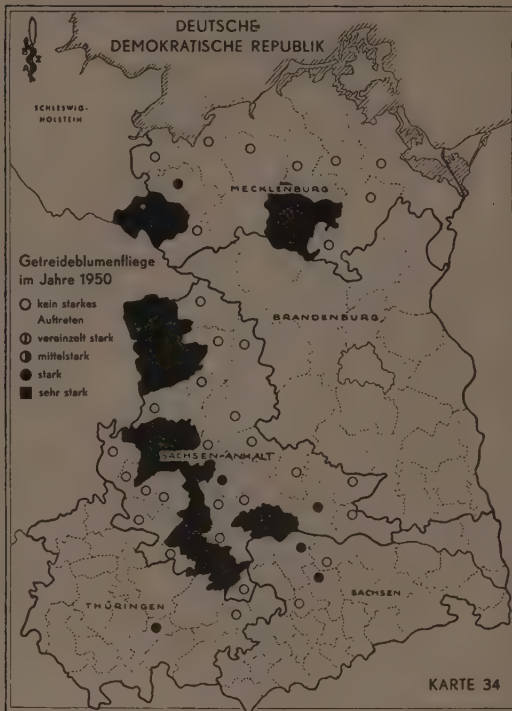 DEUTSCHE
DEMOKRATISCHE REPUBLIK
SCHLESWIG-
HOLSTEIN
MECKLENBURG
Getreideblumenfliege
im Jahre 1950
kein starkes
Auftreten
vereinzelt stark
mittelstark
stark
sehr stark
BRANDENBURG
SACHSEN-ANHALT
THÜRINGEN
SACHSEN
KARTE 34